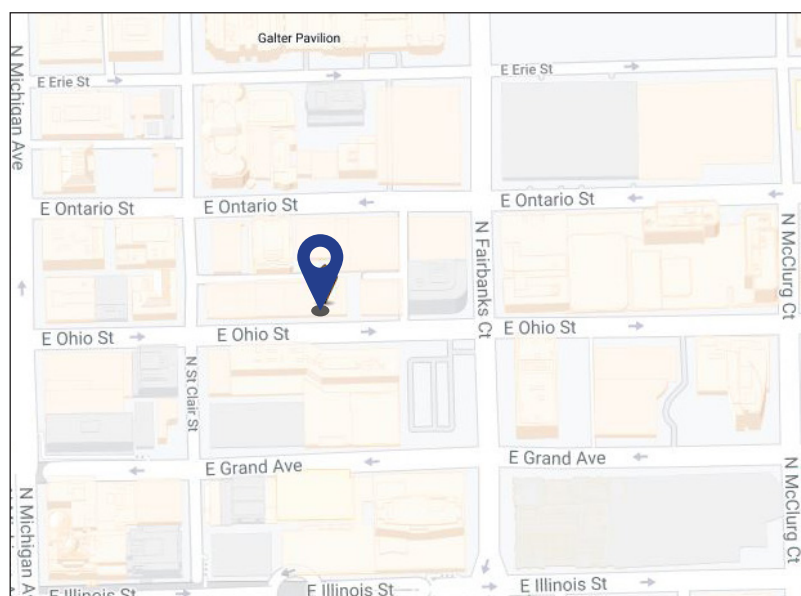 Galter Pavilion
N Michigan Ave
E Erie St
E Erie St
E Ontario St
E Ontario St
E Ontario St
N Fairbanks Ct
N McClurg Ct
E Ohio St
E Ohio St
E Ohio St
N St Clair St
E Grand Ave
E Grand Ave
N Michigan Av
N McClurg Ct
E Illinois St
E Illinois St
E Illinois St